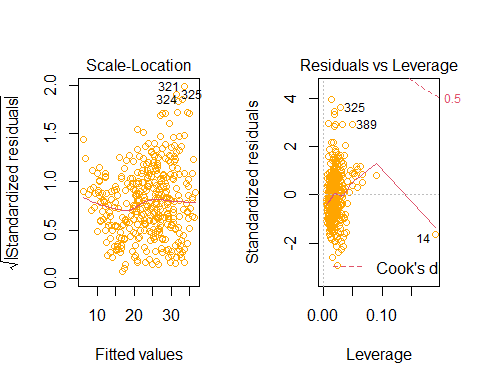 Scale-Location
√|Standardized residuals|
0.0 0.5 1.0 1.5 2.0
321
325
324
10 20 30
Fitted values
Residuals vs Leverage
Standardized residuals
-2 0 2 4
0.5
325
389
14
Cook's d
0.00 0.10
Leverage